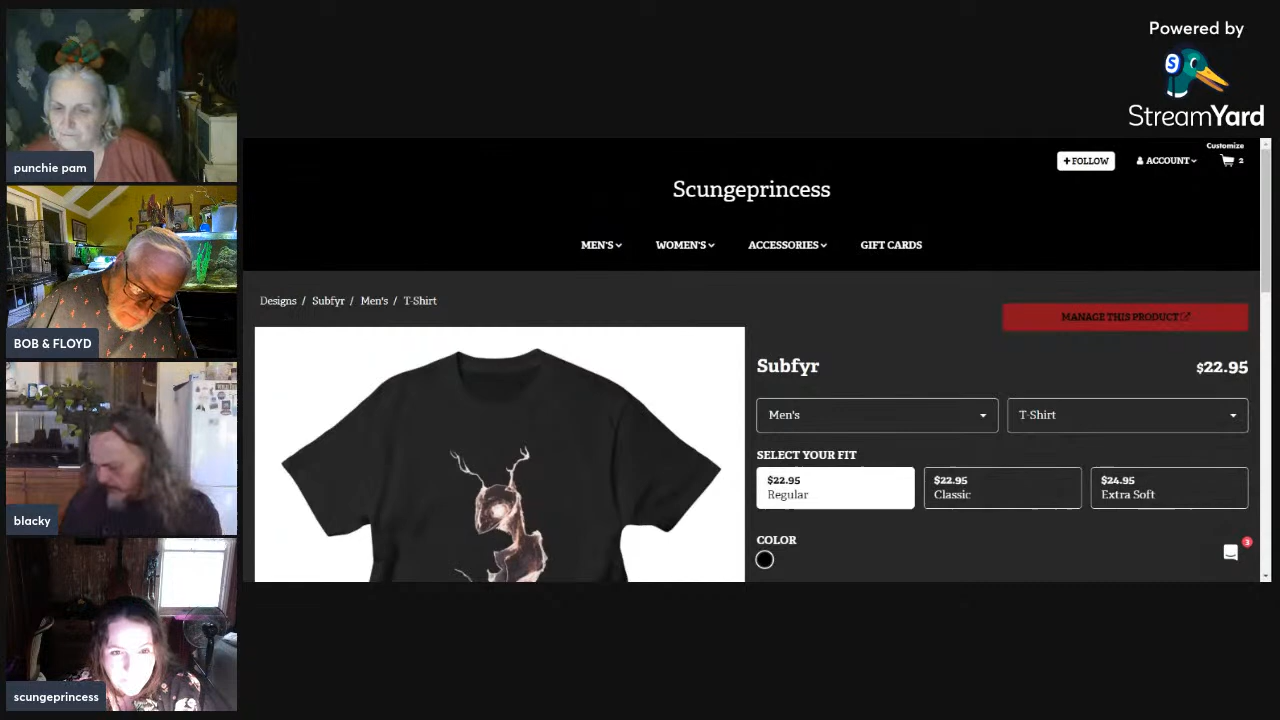 Powered by
S
StreamYard
punchie pam
BOB & FLOYD
blacky
scungeprincess
Customize
+ FOLLOW
ACCOUNT
2
Scungeprincess
MEN'S
WOMEN'S
ACCESSORIES
GIFT CARDS
Designs / Subfyr / Men's / T-Shirt
MANAGE THIS PRODUCT
Subfyr
$22.95
Men's
T-Shirt
SELECT YOUR FIT
$22.95
Regular
$22.95
Classic
$24.95
Extra Soft
COLOR
3